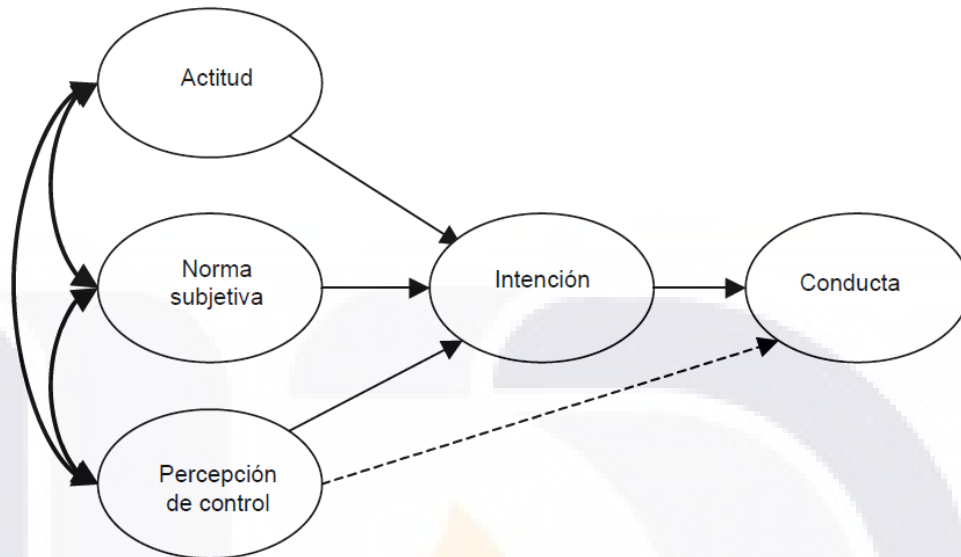 Actitud
Norma
subjetiva
Intención
Conducta
Percepción
de control